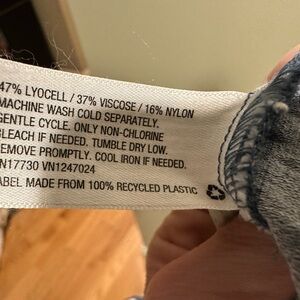 47% LYOCELL / 37% VISCOSE / 16% NYLON
MACHINE WASH COLD SEPARATELY.
GENTLE CYCLE. ONLY NON-CHLORINE
BLEACH IF NEEDED. TUMBLE DRY LOW.
REMOVE PROMPTLY. COOL IRON IF NEEDED.
N17730 VN1247024
ABEL MADE FROM 100% RECYCLED PLASTIC